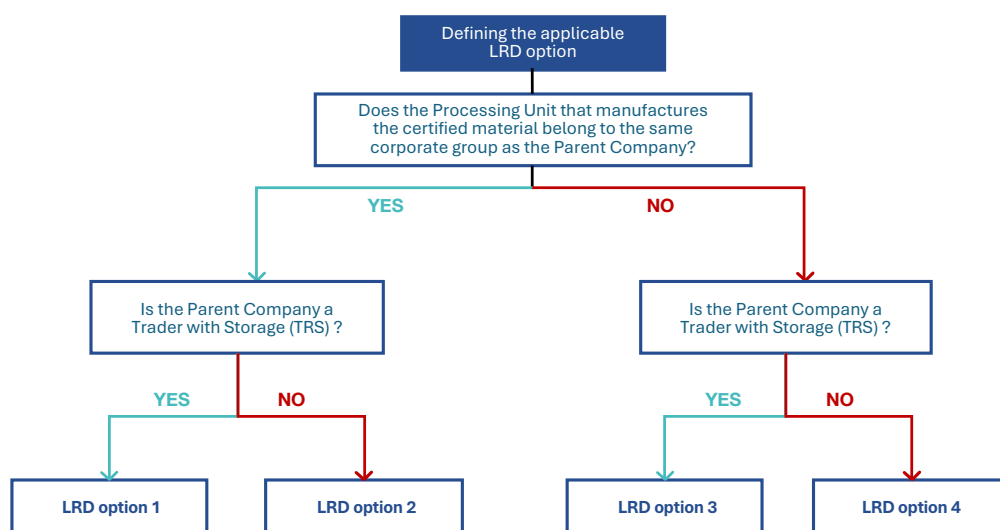 Defining the applicable
LRD option
Does the Processing Unit that manufactures
the certified material belong to the same
corporate group as the Parent Company?
YES
NO
Is the Parent Company a
Trader with Storage (TRS) ?
Is the Parent Company a
Trader with Storage (TRS) ?
YES
NO
YES
NO
LRD option 1
LRD option 2
LRD option 3
LRD option 4